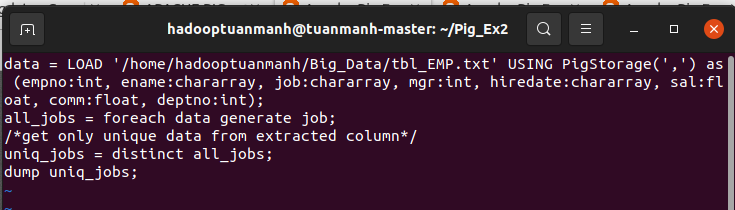 hadooptuanmanh@tuanmanh-master: ~/Pig_Ex2
data = LOAD '/home/hadooptuanmanh/Big_Data/tbl_EMP.txt' USING PigStorage(',') as
(empno:int, ename:chararray, job:chararray, mgr:int, hiredate:chararray, sal:fl
oat, comm:float, deptno:int);
all_jobs = foreach data generate job;
/*get only unique data from extracted column*/
uniq_jobs = distinct all_jobs;
dump uniq_jobs;
~
~